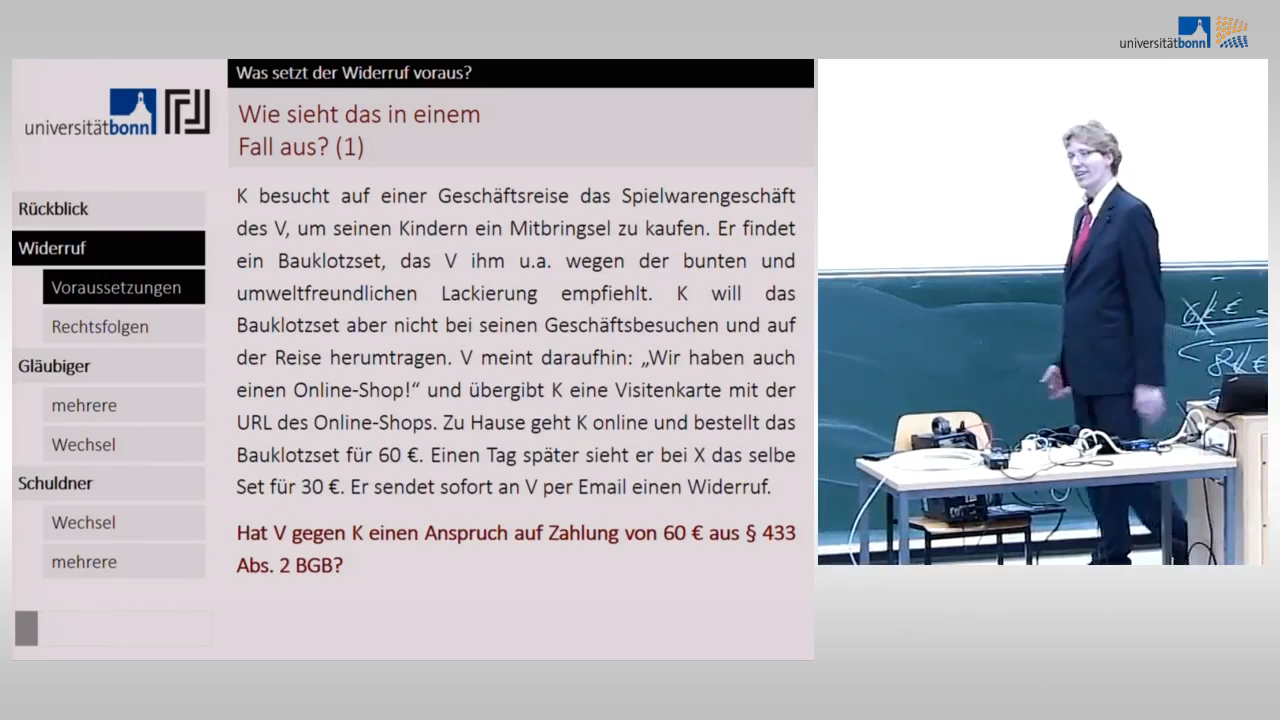 universitätbonn
Was setzt der Widerruf voraus?
universitätbonn
Wie sieht das in einem
Fall aus? (1)
Rückblick
Widerruf
Voraussetzungen
Rechtsfolgen
Gläubiger
mehrere
Wechsel
Schuldner
Wechsel
mehrere
K besucht auf einer Geschäftsreise das Spielwarengeschäft
des V, um seinen Kindern ein Mitbringsel zu kaufen. Er findet
ein Bauklotzset, das V ihm u.a. wegen der bunten und
umweltfreundlichen Lackierung empfiehlt. K will das
Bauklotzset aber nicht bei seinen Geschäftsbesuchen und auf
der Reise herumtragen. V meint daraufhin: „Wir haben auch
einen Online-Shop!“ und übergibt K eine Visitenkarte mit der
URL des Online-Shops. Zu Hause geht K online und bestellt das
Bauklotzset für 60 €. Einen Tag später sieht er bei X das selbe
Set für 30 €. Er sendet sofort an V per Email einen Widerruf.
Hat V gegen K einen Anspruch auf Zahlung von 60 € aus § 433
Abs. 2 BGB?